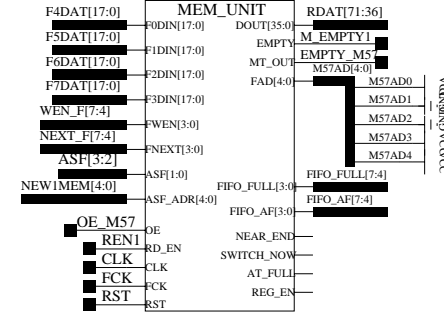 MEM_UNIT
F4DAT[17:0]
F0DIN[17:0]
F5DAT[17:0]
F1DIN[17:0]
F6DAT[17:0]
F2DIN[17:0]
F7DAT[17:0]
F3DIN[17:0]
WEN_F[7:4]
FWEN[3:0]
NEXT_F[7:4]
FNEXT[3:0]
ASF[3:2]
ASF[1:0]
NEW1MEM[4:0]
ASF_ADR[4:0]
OE_M57
OE
REN1
RD_EN
CLK
CLK
FCK
FCK
RST
RST
DOUT[35:0]
RDAT[71:36]
EMPTY
M_EMPTY1
MT_OUT
EMPTY_M57
FAD[4:0]
M57AD[4:0]
M57AD0
M57AD1
M57AD2
M57AD3
M57AD4
FIFO_FULL[3:0]
FIFO_FULL[7:4]
FIFO_AF[3:0]
FIFO_AF[7:4]
NEAR_END
SWITCH_NOW
AT_FULL
REG_EN